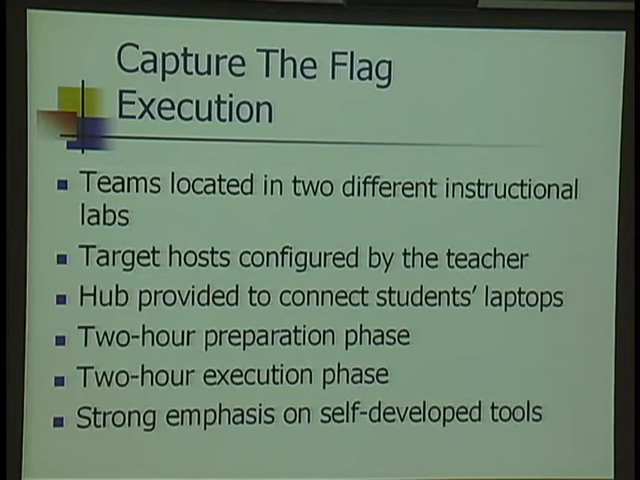 Capture The Flag
Execution
Teams located in two different instructional
labs
Target hosts configured by the teacher
Hub provided to connect students' laptops
Two-hour preparation phase
Two-hour execution phase
Strong emphasis on self-developed tools